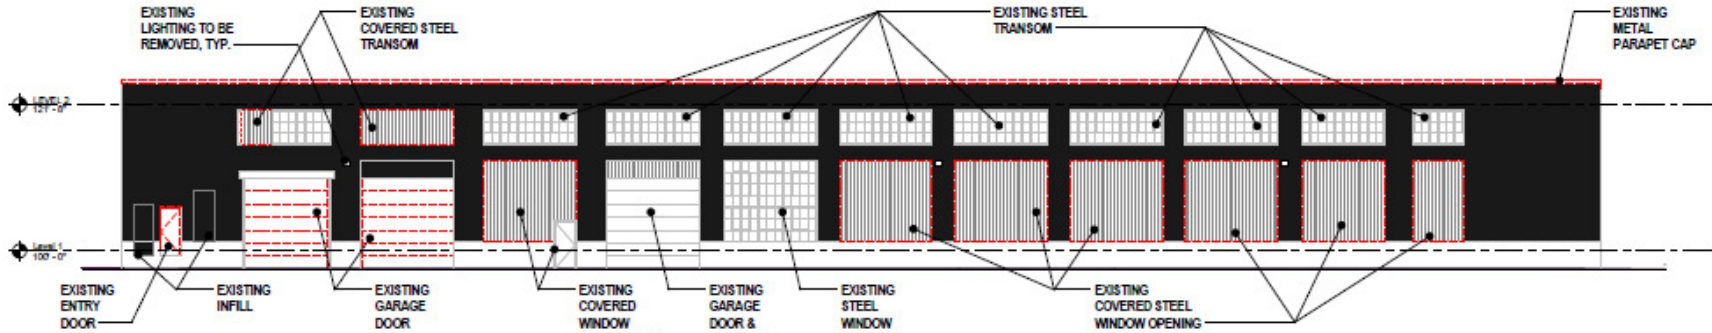 EXISTING
LIGHTING TO BE
REMOVED, TYP.
EXISTING
COVERED STEEL
TRANSOM
EXISTING STEEL
TRANSOM
EXISTING
METAL
PARAPET CAP
LEVEL 2
121' - 0"
Level 1
100' - 0"
EXISTING
ENTRY
DOOR
EXISTING
INFILL
EXISTING
GARAGE
DOOR
EXISTING
COVERED
WINDOW
EXISTING
GARAGE
DOOR &
EXISTING
STEEL
WINDOW
EXISTING
COVERED STEEL
WINDOW OPENING